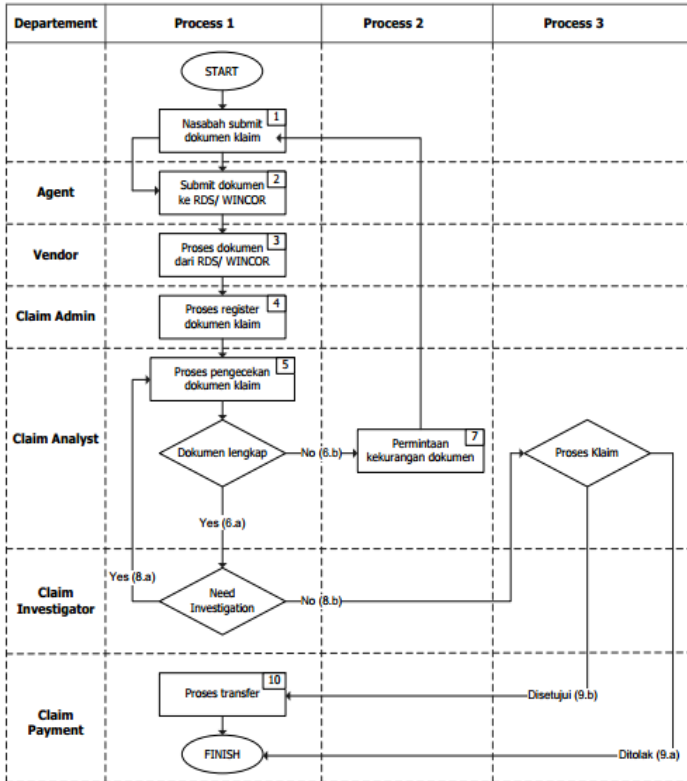 Departement
Process 1
Process 2
Process 3
START
1
Nasabah submit
dokumen klaim
Agent
2
Submit dokumen
ke RDS/ WINCOR
Vendor
3
Proses dokumen
dari RDS/ WINCOR
Claim Admin
4
Proses register
dokumen klaim
5
Proses pengecekan
dokumen klaim
Claim Analyst
Dokumen lengkap
No (6.b)
7
Permintaan
kekurangan dokumen
Proses Klaim
Yes (6.a)
Yes (8.a)
Claim
Investigator
Need
Investigation
No (8.b)
10
Proses transfer
Disetujui (9.b)
Claim
Payment
FINISH
Ditolak (9.a)